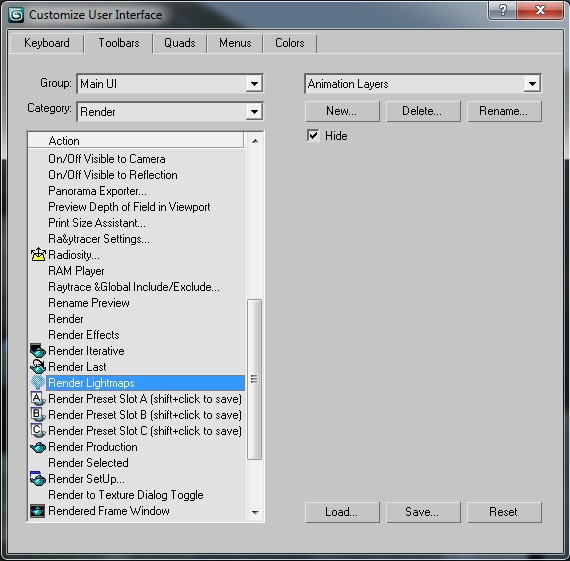 Customize User Interface
Keyboard Toolbars Quads Menus Colors
Group: Main UI
Category: Render
Action
On/Off Visible to Camera
On/Off Visible to Reflection
Panorama Exporter...
Preview Depth of Field in Viewport
Print Size Assistant...
Ra&ytracer Settings...
Radiosity...
RAM Player
Raytrace &Global Include/Exclude...
Rename Preview
Render
Render Effects
Render Iterative
Render Last
Render Lightmaps
A Render Preset Slot A (shift+click to save)
B Render Preset Slot B (shift+click to save)
C Render Preset Slot C (shift+click to save)
Render Production
Render Selected
Render SetUp...
Render to Texture Dialog Toggle
Rendered Frame Window
Animation Layers
New... Delete... Rename...
Hide
Load... Save... Reset